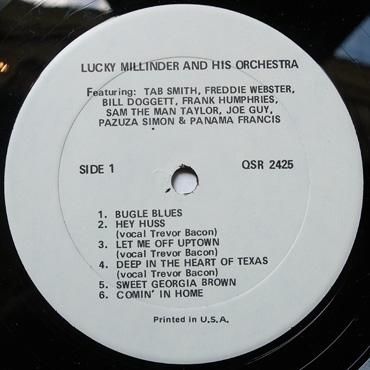 LUCKY MILLINDER AND HIS ORCHESTRA
Featuring: TAB SMITH, FREDDIE WEBSTER,
BILL DOGGETT, FRANK HUMPHRIES,
SAM THE MAN TAYLOR, JOE GUY,
PAZUZA SIMON & PANAMA FRANCIS
SIDE 1 QSR 2425
1. BUGLE BLUES
2. HEY HUSS
(vocal Trevor Bacon)
3. LET ME OFF UPTOWN
(vocal Trevor Bacon)
4. DEEP IN THE HEART OF TEXAS
(vocal Trevor Bacon)
5. SWEET GEORGIA BROWN
6. COMIN' IN HOME
Printed in U.S.A.